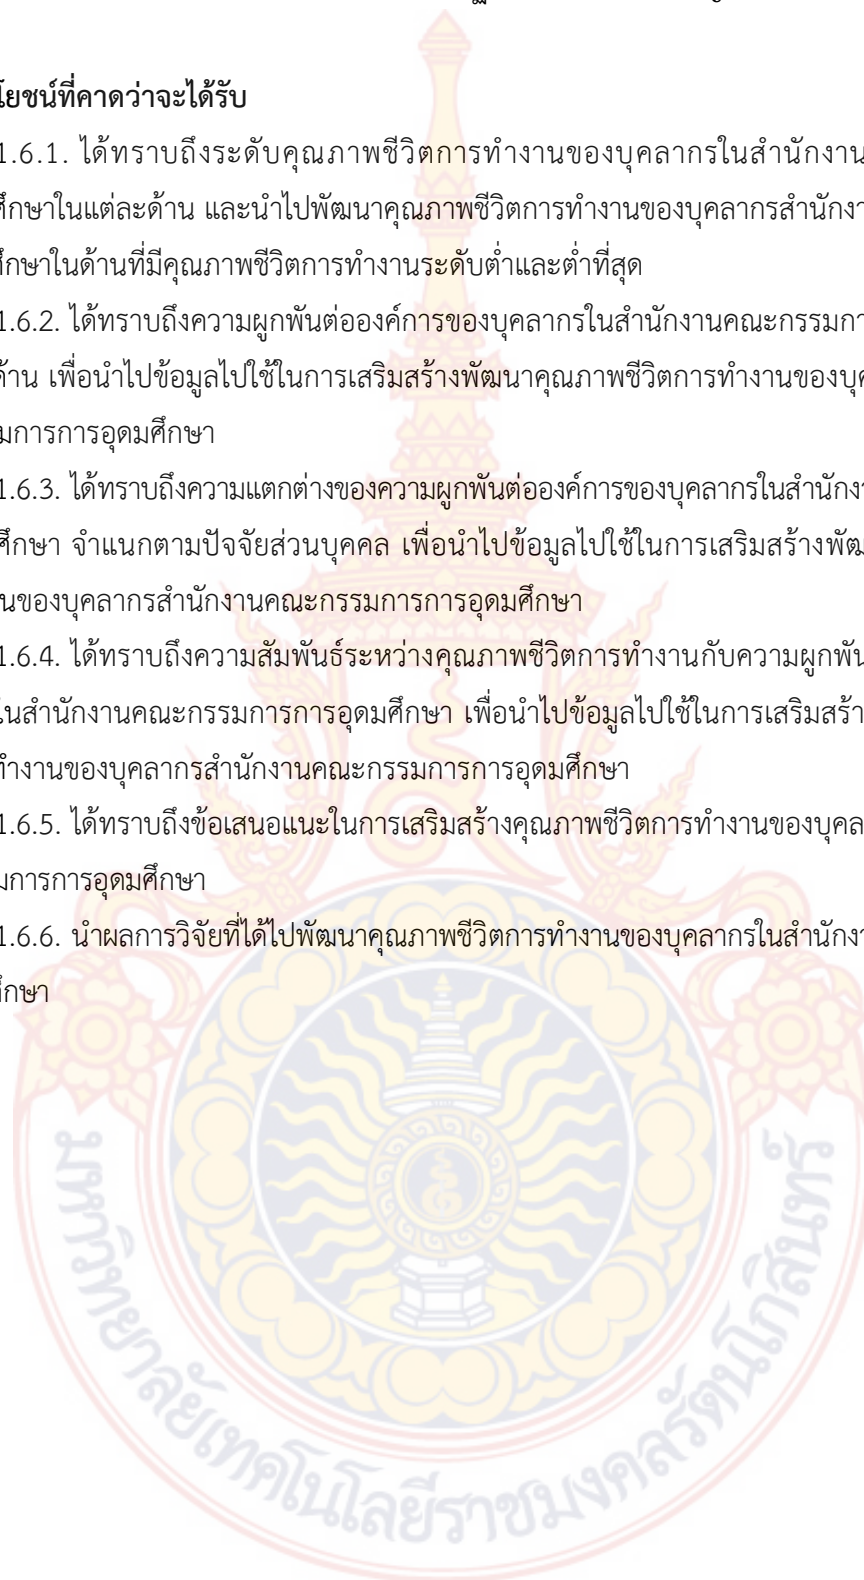 โยชน์ที่คาดว่าจะได้รับ
1.6.1. ได้ทราบถึงระดับคุณภาพชีวิตการทำงานของบุคลากรในสำนักงาน
ศึกษาในแต่ละด้าน และนำไปพัฒนาคุณภาพชีวิตการทำงานของบุคลากรสำนักงา
ศึกษาในด้านที่มีคุณภาพชีวิตการทำงานระดับต่ำและต่ำที่สุด
1.6.2. ได้ทราบถึงความผูกพันต่อองค์การของบุคลากรในสำนักงานคณะกรรมกา
ด้าน เพื่อนำไปข้อมูลไปใช้ในการเสริมสร้างพัฒนาคุณภาพชีวิตการทำงานของบุค
มการการอุดมศึกษา
1.6.3. ได้ทราบถึงความแตกต่างของความผูกพันต่อองค์การของบุคลากรในสำนักงา
ศึกษา จำแนกตามปัจจัยส่วนบุคคล เพื่อนำไปข้อมูลไปใช้ในการเสริมสร้างพัฒ
นของบุคลากรสำนักงานคณะกรรมการการอุดมศึกษา
1.6.4. ได้ทราบถึงความสัมพันธ์ระหว่างคุณภาพชีวิตการทำงานกับความผูกพัน
ในสำนักงานคณะกรรมการการอุดมศึกษา เพื่อนำไปข้อมูลไปใช้ในการเสริมสร้า
ทำงานของบุคลากรสำนักงานคณะกรรมการการอุดมศึกษา
1.6.5. ได้ทราบถึงข้อเสนอแนะในการเสริมสร้างคุณภาพชีวิตการทำงานของบุคล
มการการอุดมศึกษา
1.6.6. นำผลการวิจัยที่ได้ไปพัฒนาคุณภาพชีวิตการทำงานของบุคลากรในสำนักงา
ศึกษา
มหาวิทยาลัยเทคโนโลยีราชมงคลรัตนโกสินทร์